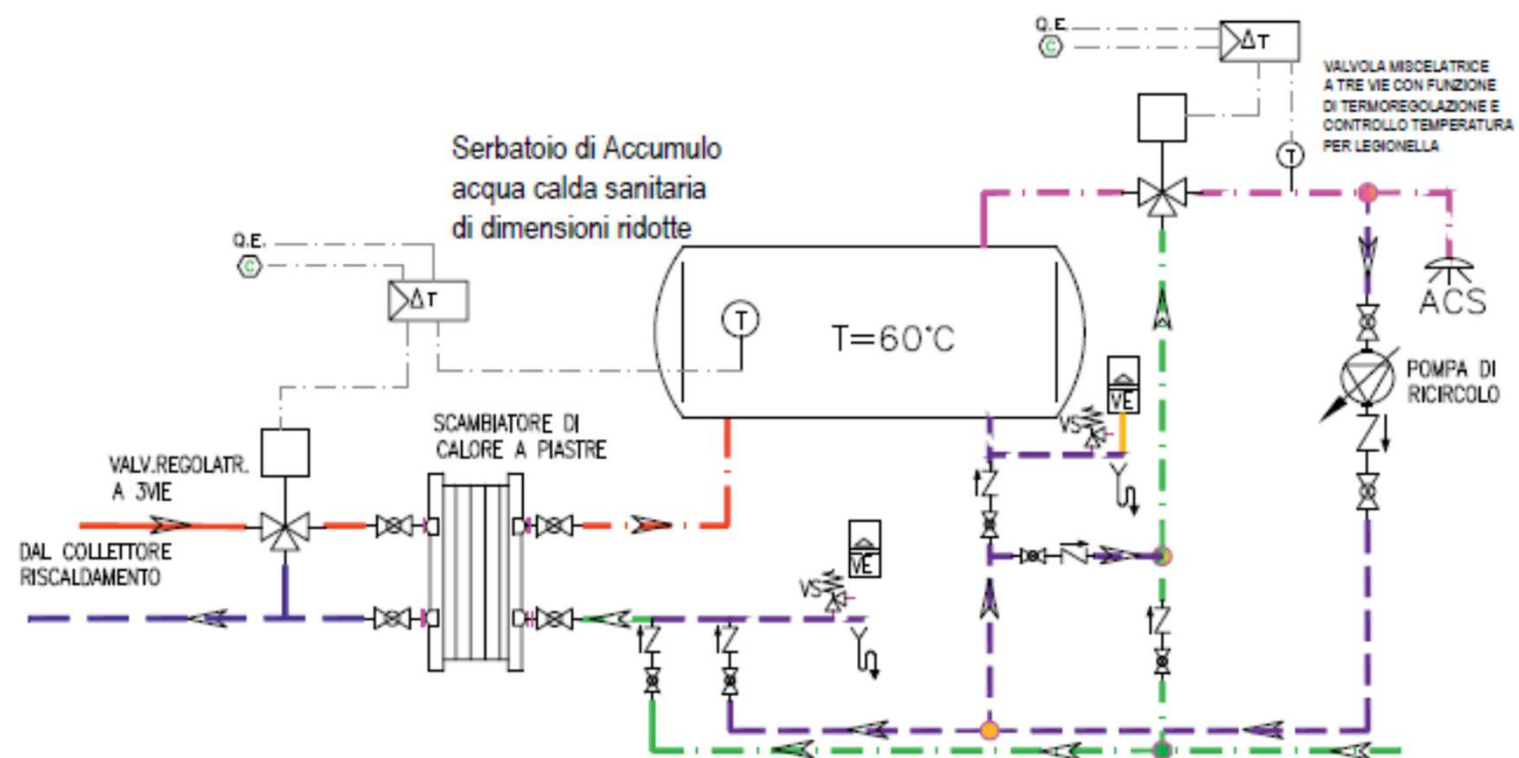 Q.E.
C
ΔT
VALVOLA MISCELATRICE
A TRE VIE CON FUNZIONE
DI TERMOREGOLAZIONE E
CONTROLLO TEMPERATURA
PER LEGIONELLA
T
Serbatoio di Accumulo
acqua calda sanitaria
di dimensioni ridotte
Q.E.
C
ΔT
T
T=60°C
ACS
VE
VS
POMPA DI
RICIRCOLO
SCAMBIATORE DI
CALORE A PIASTRE
VALV.REGOLATR.
A 3VIE
DAL COLLETTORE
RISCALDAMENTO
VE
VS